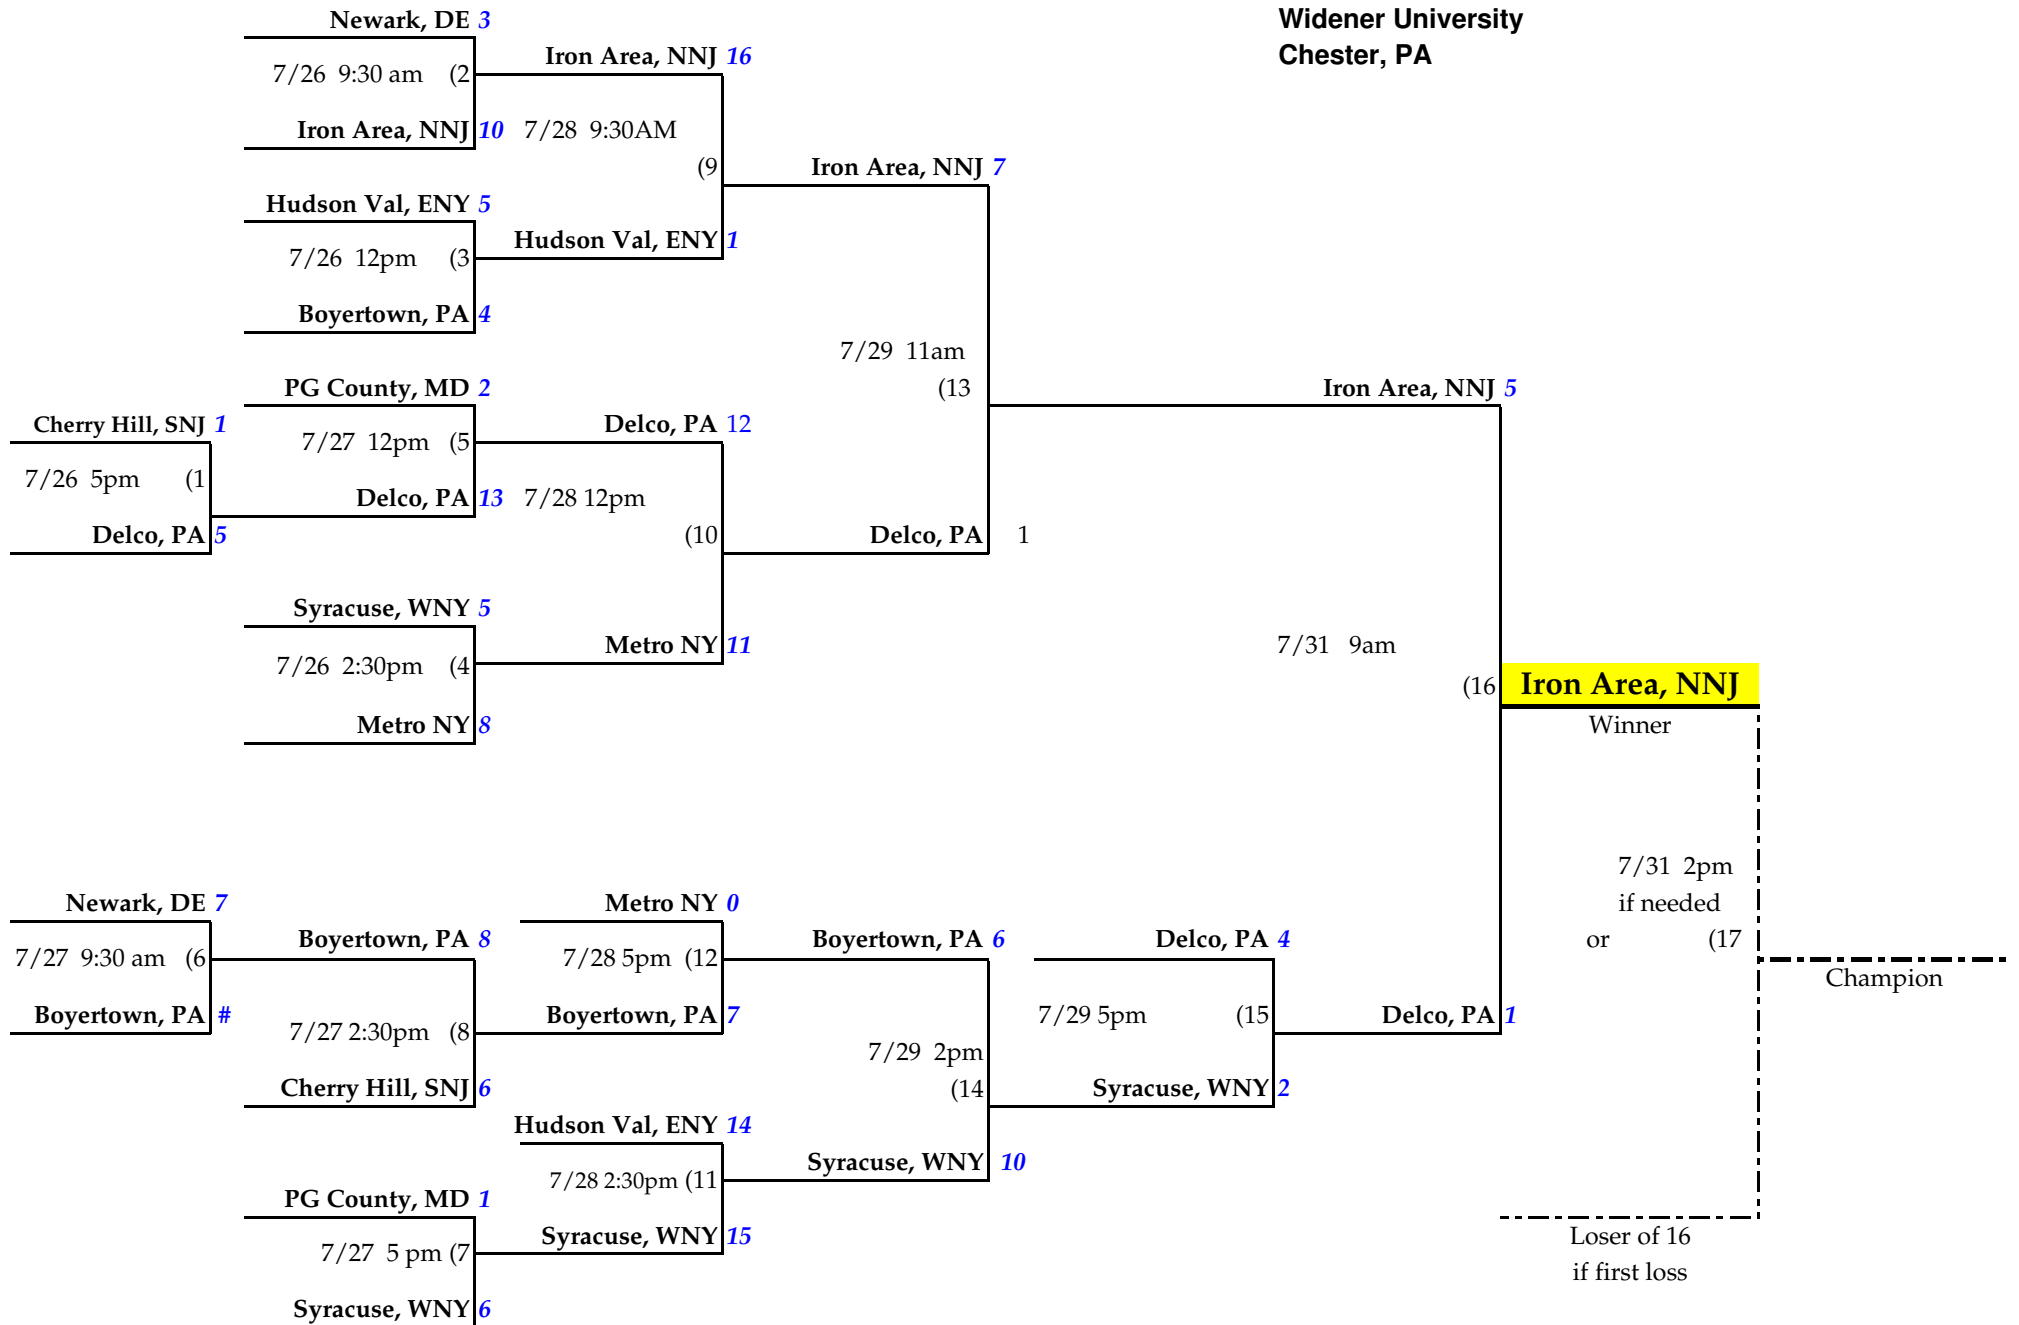 Widener University
Chester, PA
Newark, DE 3
7/26 9:30 am (2
Iron Area, NNJ 10
Iron Area, NNJ 16
7/28 9:30AM
(9
Hudson Val, ENY 5
7/26 12pm (3
Boyertown, PA 4
Hudson Val, ENY 1
Iron Area, NNJ 7
7/29 11am
(13
PG County, MD 2
Cherry Hill, SNJ 1
7/26 5pm (1
Delco, PA 5
7/27 12pm (5
Delco, PA 13
Delco, PA 12
7/28 12pm
(10
Delco, PA 1
Syracuse, WNY 5
7/26 2:30pm (4
Metro NY 8
Metro NY 11
Iron Area, NNJ 5
7/31 9am
(16
Iron Area, NNJ
Winner
7/31 2pm
if needed
or (17
Champion
Newark, DE 7
7/27 9:30 am (6
Boyertown, PA #
Boyertown, PA 8
7/27 2:30pm (8
Cherry Hill, SNJ 6
Metro NY 0
7/28 5pm (12
Boyertown, PA 7
Boyertown, PA 6
7/29 2pm
(14
Delco, PA 4
7/29 5pm (15
Syracuse, WNY 2
Delco, PA 1
Hudson Val, ENY 14
7/28 2:30pm (11
Syracuse, WNY 15
Syracuse, WNY 10
PG County, MD 1
7/27 5 pm (7
Syracuse, WNY 6
Loser of 16
if first loss